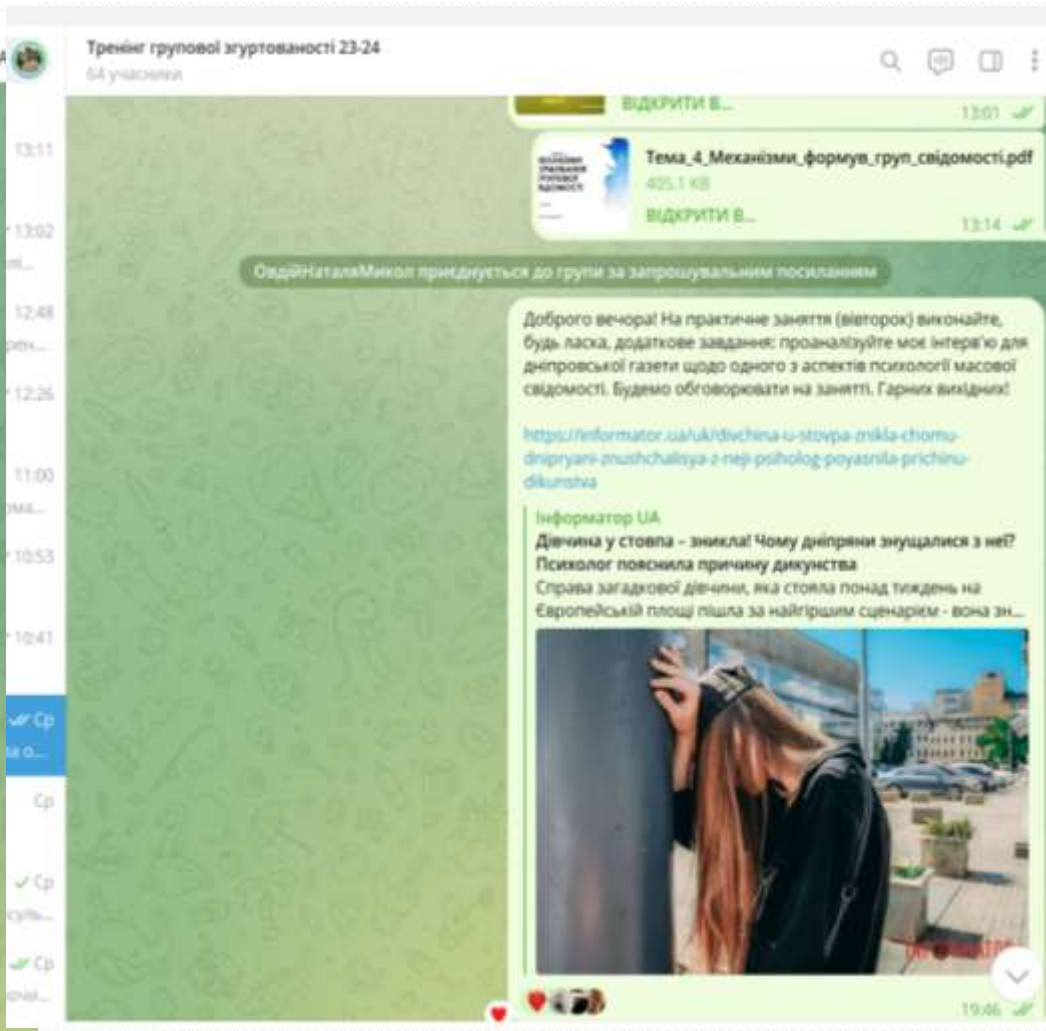 Тренінг групової згуртованості 23-24
64 учасники
ВІДКРИТИ В...
13:01
Тема_4_Механізми_формув_груп_свідомості.pdf
405.1 KB
ВІДКРИТИ В...
13:14
13:11
ОвдійНаталяМикол приєднується до групи за запрошувальним посиланням
13:02
12:48
12:26
11:00
10:53
10:41
Ср
Ср
Ср
Ср
Доброго вечора! На практичне заняття (вівторок) виконайте,
будь ласка, додаткове завдання: проаналізуйте моє інтерв'ю для
дніпровської газети щодо одного з аспектів психології масової
свідомості. Будемо обговорювати на занятті. Гарних вихідних!
https://informator.ua/uk/divchina-u-stovpa-znikla-chomu-
dnipryani-znushchalisya-z-neji-psiholog-poyasnila-prichinu-
dikunstva
Інформатор UA
Дівчина у стовпа – зникла! Чому дніпряни знущалися з неї?
Психолог пояснила причину дикунства
Справа загадкової дівчини, яка стояла понад тиждень на
Європейській площі пішла за найгіршим сценарієм - вона зн...
19:46